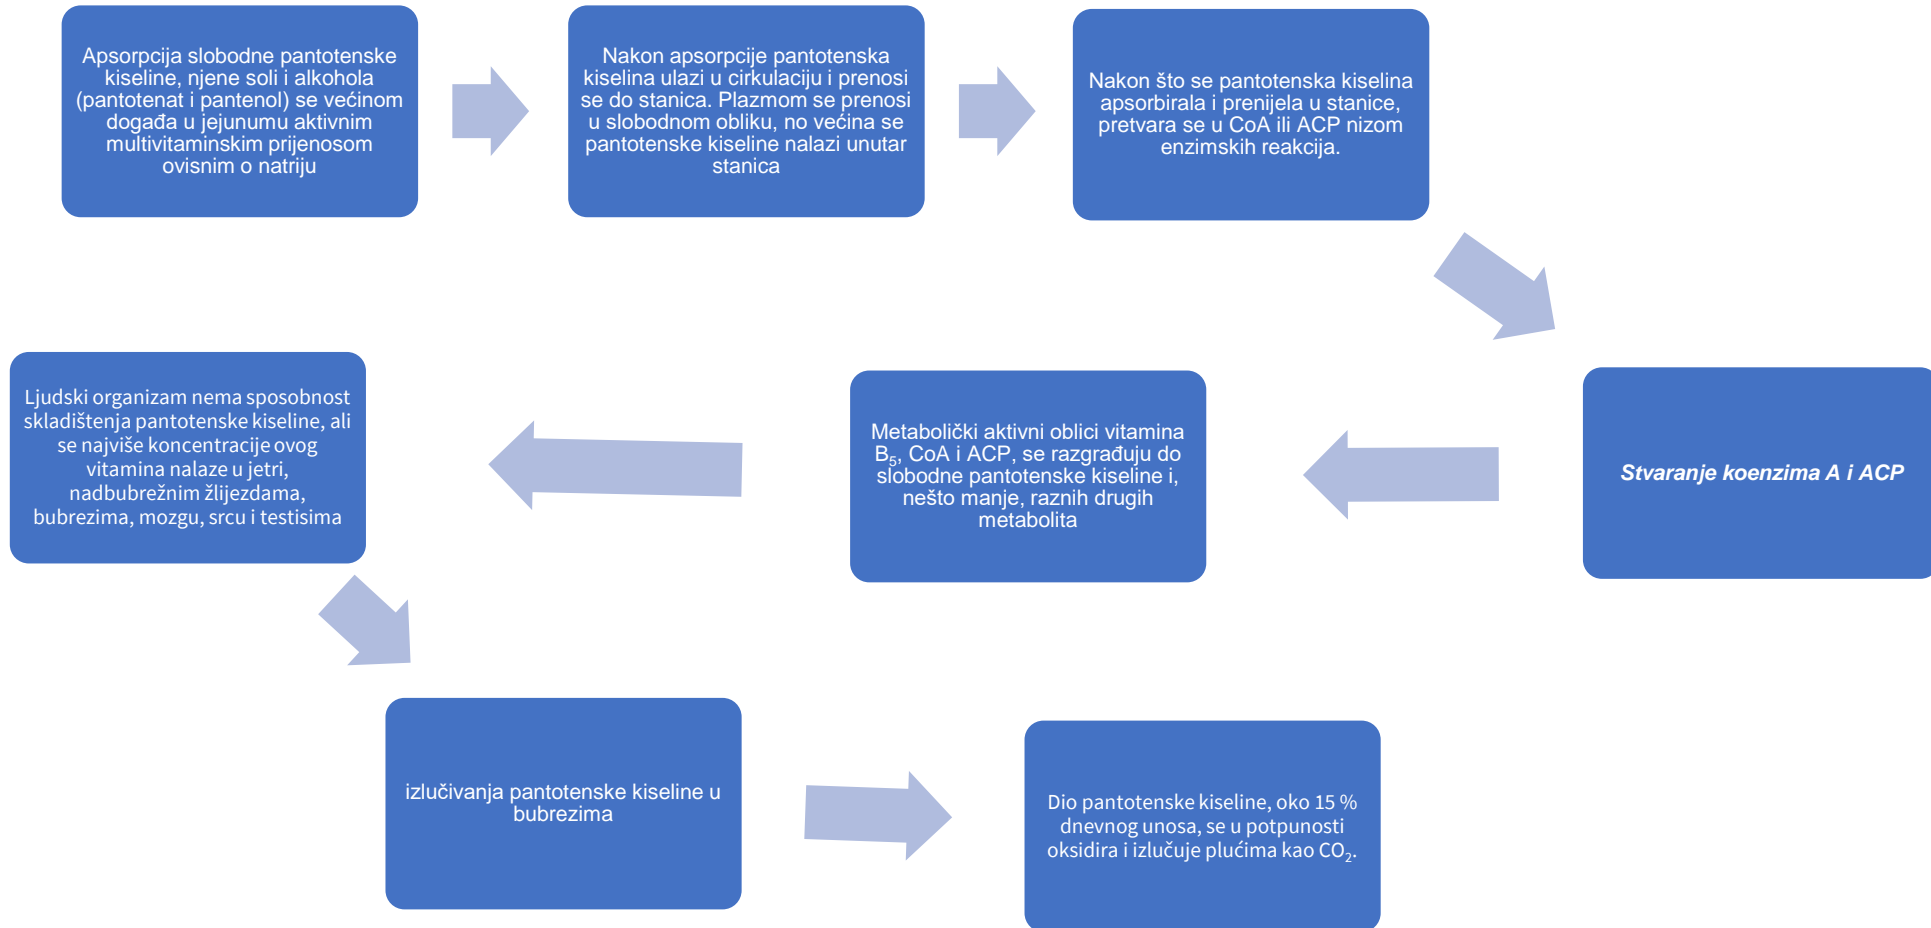 Apsorpcija slobodne pantotenske
kiseline, njene soli i alkohola
(pantotenat i pantenol) se većinom
događa u jejunumu aktivnim
multivitaminskim prijenosom
ovisnim o natriju
Nakon apsorpcije pantotenska
kiselina ulazi u cirkulaciju i prenosi
se do stanica. Plazmom se prenosi
u slobodnom obliku, no većina se
pantotenske kiseline nalazi unutar
stanica
Nakon što se pantotenska kiselina
apsorbirala i prenijela u stanice,
pretvara se u CoA ili ACP nizom
enzimskih reakcija.
Stvaranje koenzima A i ACP
Metabolički aktivni oblici vitamina
B₅, CoA i ACP, se razgrađuju do
slobodne pantotenske kiseline i,
nešto manje, raznih drugih
metabolita
Ljudski organizam nema sposobnost
skladištenja pantotenske kiseline, ali
se najviše koncentracije ovog
vitamina nalaze u jetri,
nadbubrežnim žlijezdama,
bubrezima, mozgu, srcu i testisima
izlučivanja pantotenske kiseline u
bubrezima
Dio pantotenske kiseline, oko 15 %
dnevnog unosa, se u potpunosti
oksidira i izlučuje plućima kao CO₂.